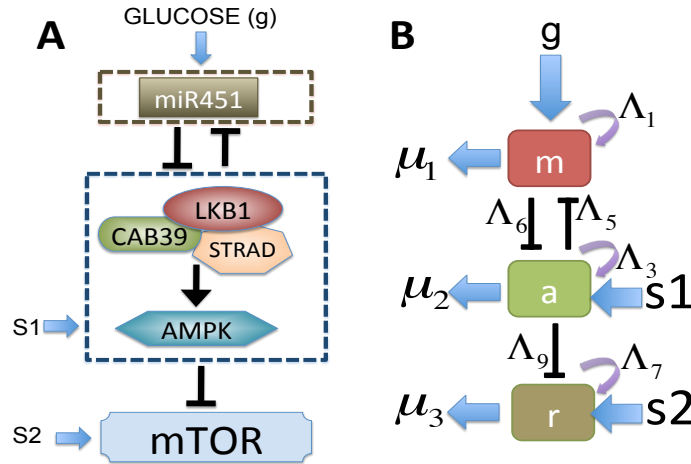 A
GLUCOSE (g)
miR451
LKB1
CAB39
STRAD
S1
AMPK
S2
mTOR
B
g
Λ1
μ1
m
Λ6
Λ5
Λ3
μ2
a
s1
Λ9
Λ7
μ3
r
s2